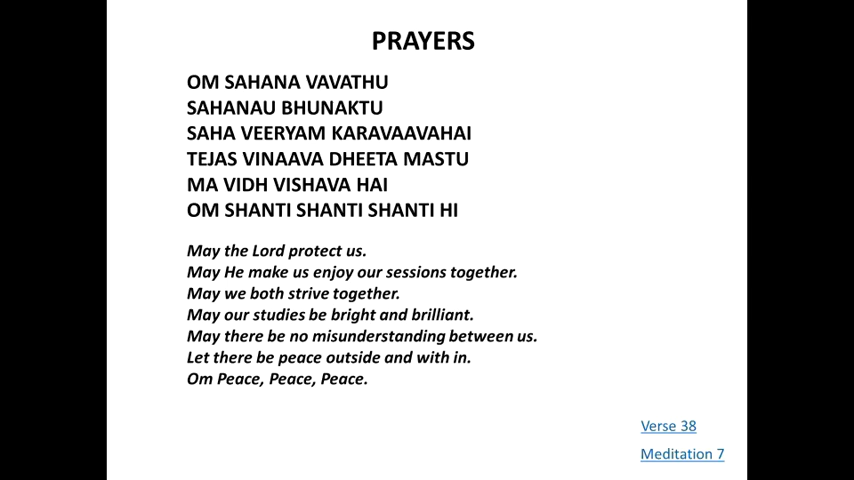 PRAYERS
OM SAHANA VAVATHU
SAHANAU BHUNAKTU
SAHA VEERYAM KARAVAAVAHAI
TEJAS VINAAVA DHEETA MASTU
MA VIDH VISHAVA HAI
OM SHANTI SHANTI SHANTI HI
May the Lord protect us.
May He make us enjoy our sessions together.
May we both strive together.
May our studies be bright and brilliant.
May there be no misunderstanding between us.
Let there be peace outside and with in.
Om Peace, Peace, Peace.
Verse 38
Meditation 7